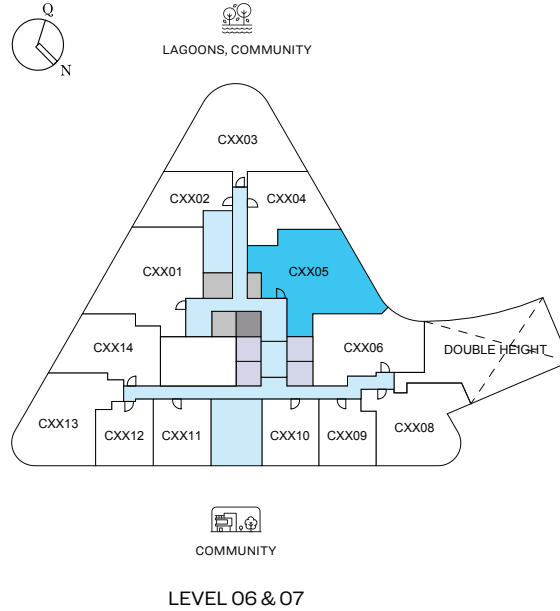 Q
N
LAGOONS, COMMUNITY
CXX03
CXX02
CXX04
CXX01
CXX05
CXX14
CXX06
DOUBLE HEIGHT
CXX13
CXX12
CXX11
CXX10
CXX09
CXX08
COMMUNITY
LEVEL 06 & 07